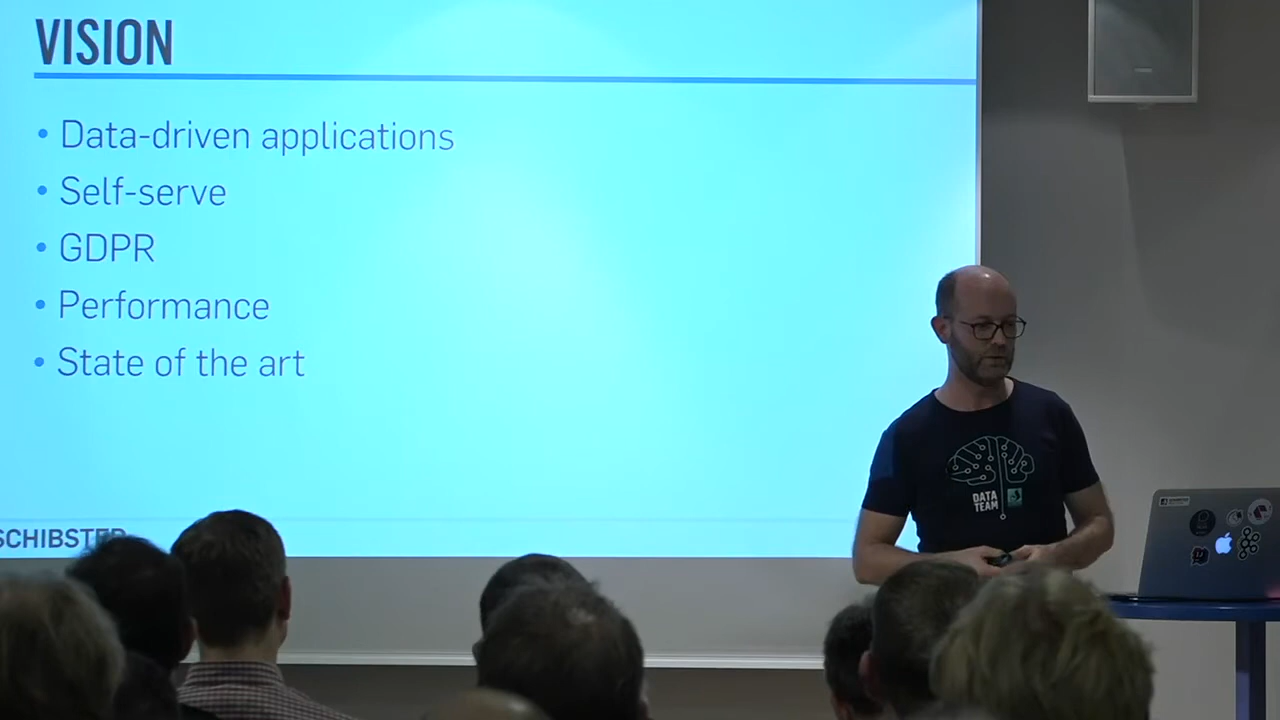 VISION
• Data-driven applications
• Self-serve
• GDPR
• Performance
• State of the art
SCHIBSTED
DATA
TEAM